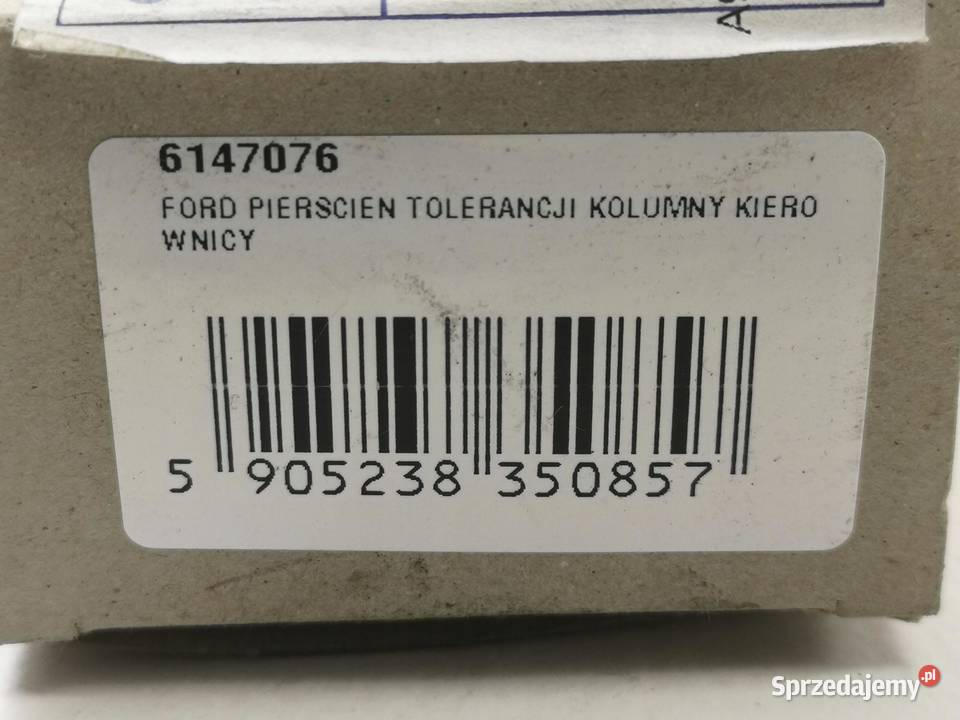 6147076
FORD PIERSCIEN TOLERANCJI KOLUMNY KIERO
WNICY
5 905238 350857
Sprzedajemy.pl